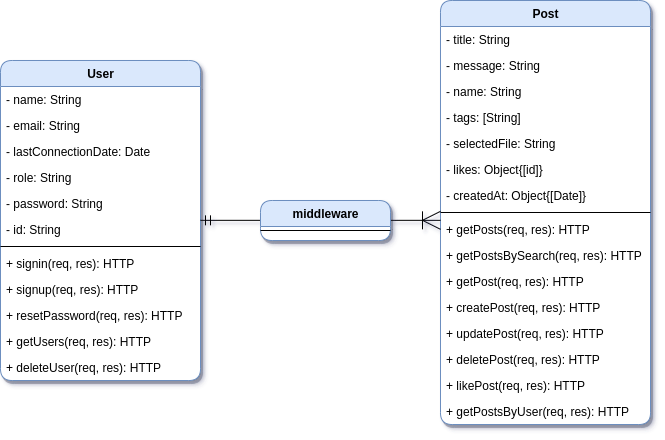 User
- name: String
- email: String
- lastConnectionDate: Date
- role: String
- password: String
- id: String
+ signin(req, res): HTTP
+ signup(req, res): HTTP
+ resetPassword(req, res): HTTP
+ getUsers(req, res): HTTP
+ deleteUser(req, res): HTTP
middleware
Post
- title: String
- message: String
- name: String
- tags: [String]
- selectedFile: String
- likes: Object{[id]}
- createdAt: Object{[Date]}
+ getPosts(req, res): HTTP
+ getPostsBySearch(req, res): HTTP
+ getPost(req, res): HTTP
+ createPost(req, res): HTTP
+ updatePost(req, res): HTTP
+ deletePost(req, res): HTTP
+ likePost(req, res): HTTP
+ getPostsByUser(req, res): HTTP